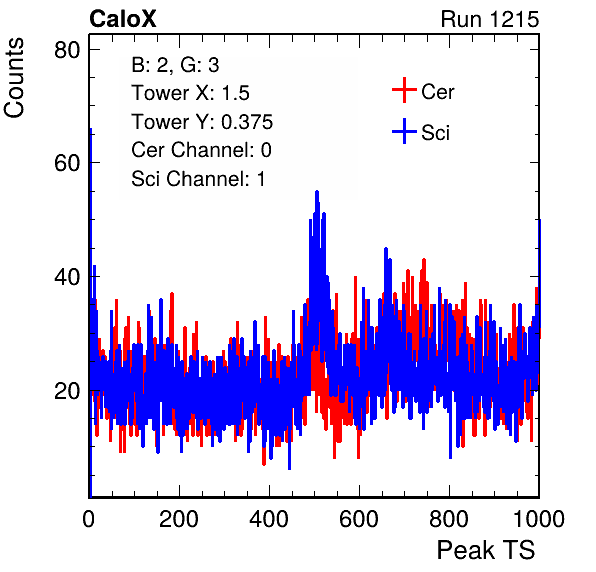 CaloX Run 1215
Counts
80
B: 2, G: 3
Tower X: 1.5
Tower Y: 0.375
Cer Channel: 0
Sci Channel: 1
Cer
Sci
60
40
20
0 200 400 600 800 1000
Peak TS